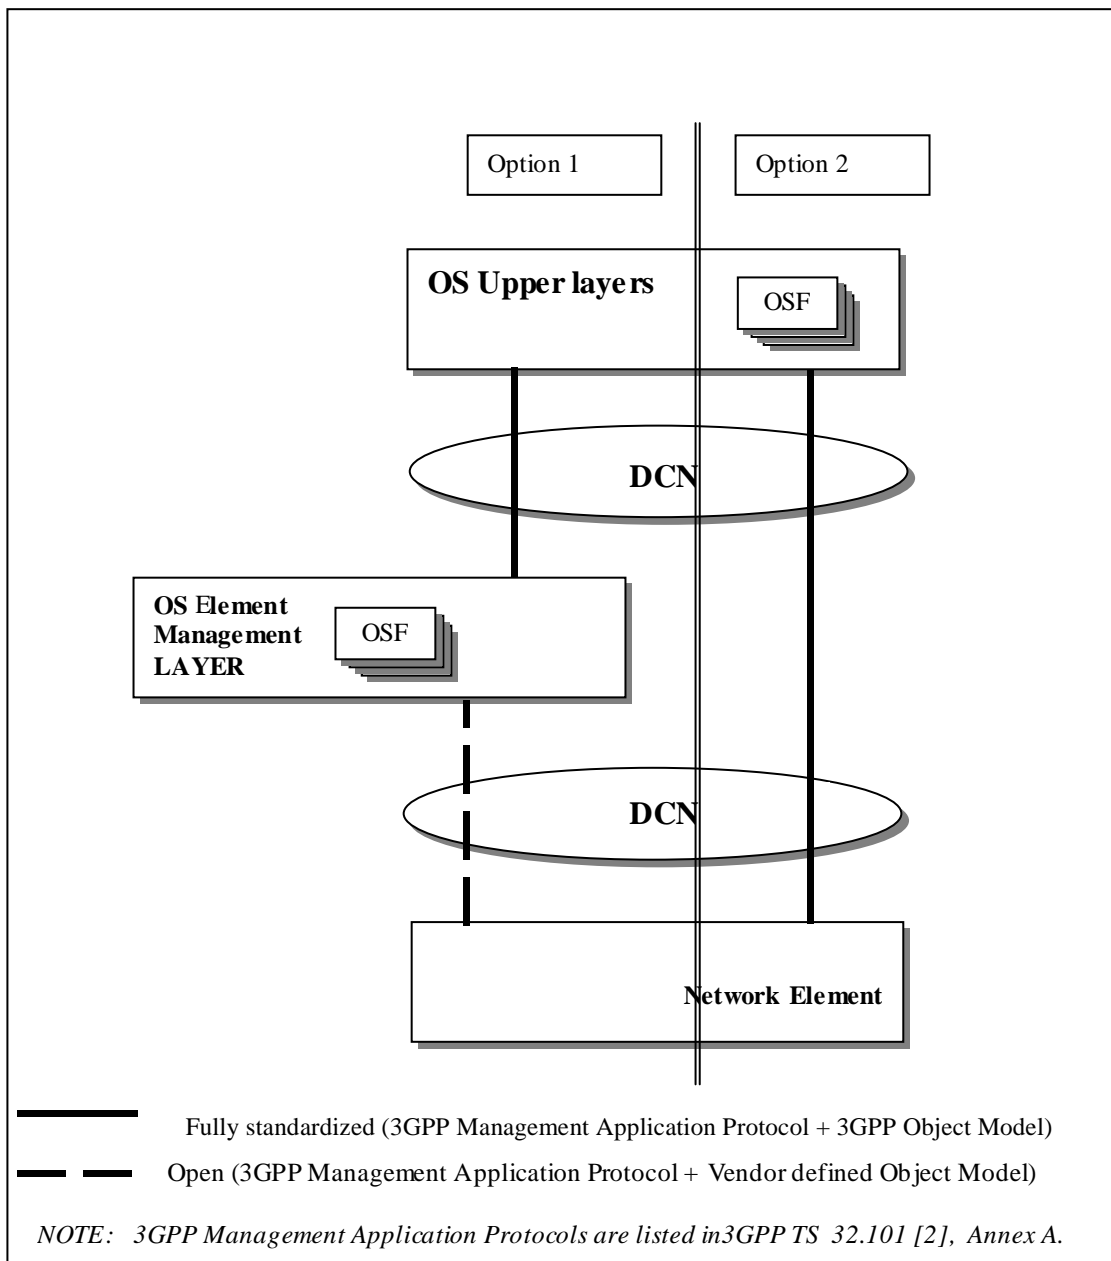 Option 1
Option 2
OS Upper layers
OSF
DCN
OS Element
Management
LAYER
OSF
DCN
Network Element
Fully standardized (3GPP Management Application Protocol + 3GPP Object Model)
Open (3GPP Management Application Protocol + Vendor defined Object Model)
NOTE: 3GPP Management Application Protocols are listed in3GPP TS 32.101 [2], Annex A.